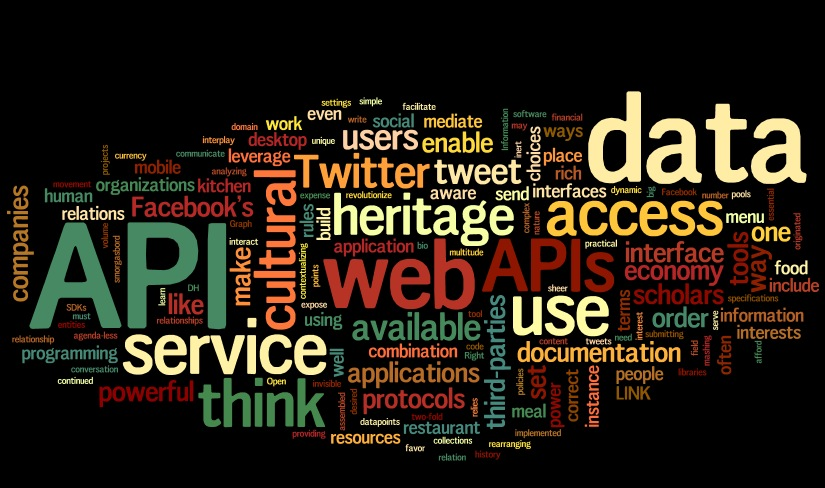 settings
simple
even
write
facilitate
domain
work
social
mediate
software
financial
interplay
desktop
unique
users
enable
Information
may
ways
data
projects
currency
communicate
leverage
Twitter
tweet
inert
choices
place
mobile
analyzing
rich
movement
organizations
kitchen
cultural
expense
revolutionize
aware
send
interfaces
dynamic
big
Facebook
number
pools
essential
human
companies
relations
Facebook's
rules
build
heritage
complex
nature
access
menu
originated
volume
Graph
one
API
smorgasbord
interact
application
bio
multitude
web
APIs
practical
interface
tools
way
make
contextualizing
points
economy
food
learn
DH
like
expose
sheer
scholars
include
specifications
SDKs
must
entities
relationships
using
available
tool
third-parties
use
terms
interest
order
serve
information
agenda-less
relationship
service
code
Right
content
tweets
need
submitting
interests
programming
conversation
well
combination
documentation
field
mashing
often
afford
continued
Open
invisible
applications
policies
set
power
correct
instance
people
libraries
LINK
powerful
think
assembled
desired
protocols
roles
meal
two-fold
datapoints
restaurant
providing
resources
collections
implemented
favor
rearranging
relation
history